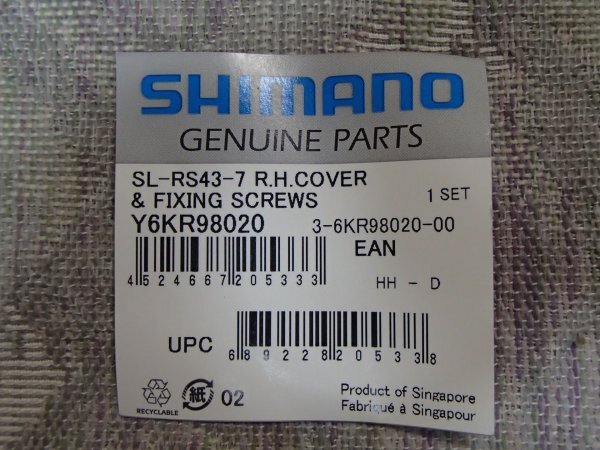 SHIMANO
GENUINE PARTS
SL-RS43-7 R.H.COVER
& FIXING SCREWS
1 SET
Y6KR98020
3-6KR98020-00
EAN
4524667205333
HH - D
UPC
689228205338
RECYCLABLE
紙
02
Product of Singapore
Fabriqué à Singapour